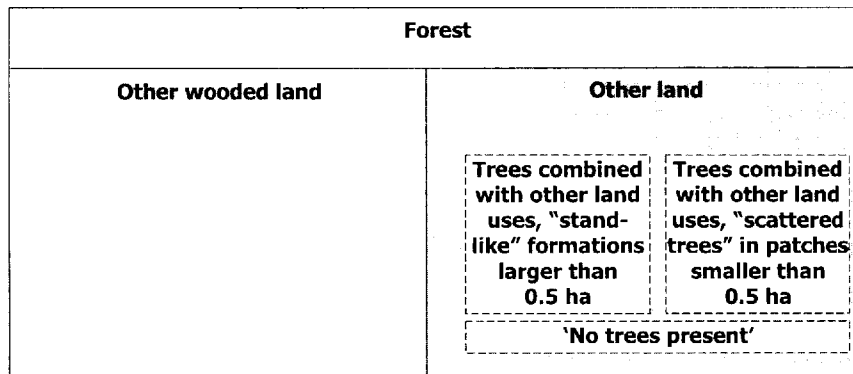 Forest
Other wooded land
Other land
Trees combined
with other land
uses, “stand-
like” formations
larger than
0.5 ha
Trees combined
with other land
uses, “scattered
trees” in patches
smaller than
0.5 ha
‘No trees present’